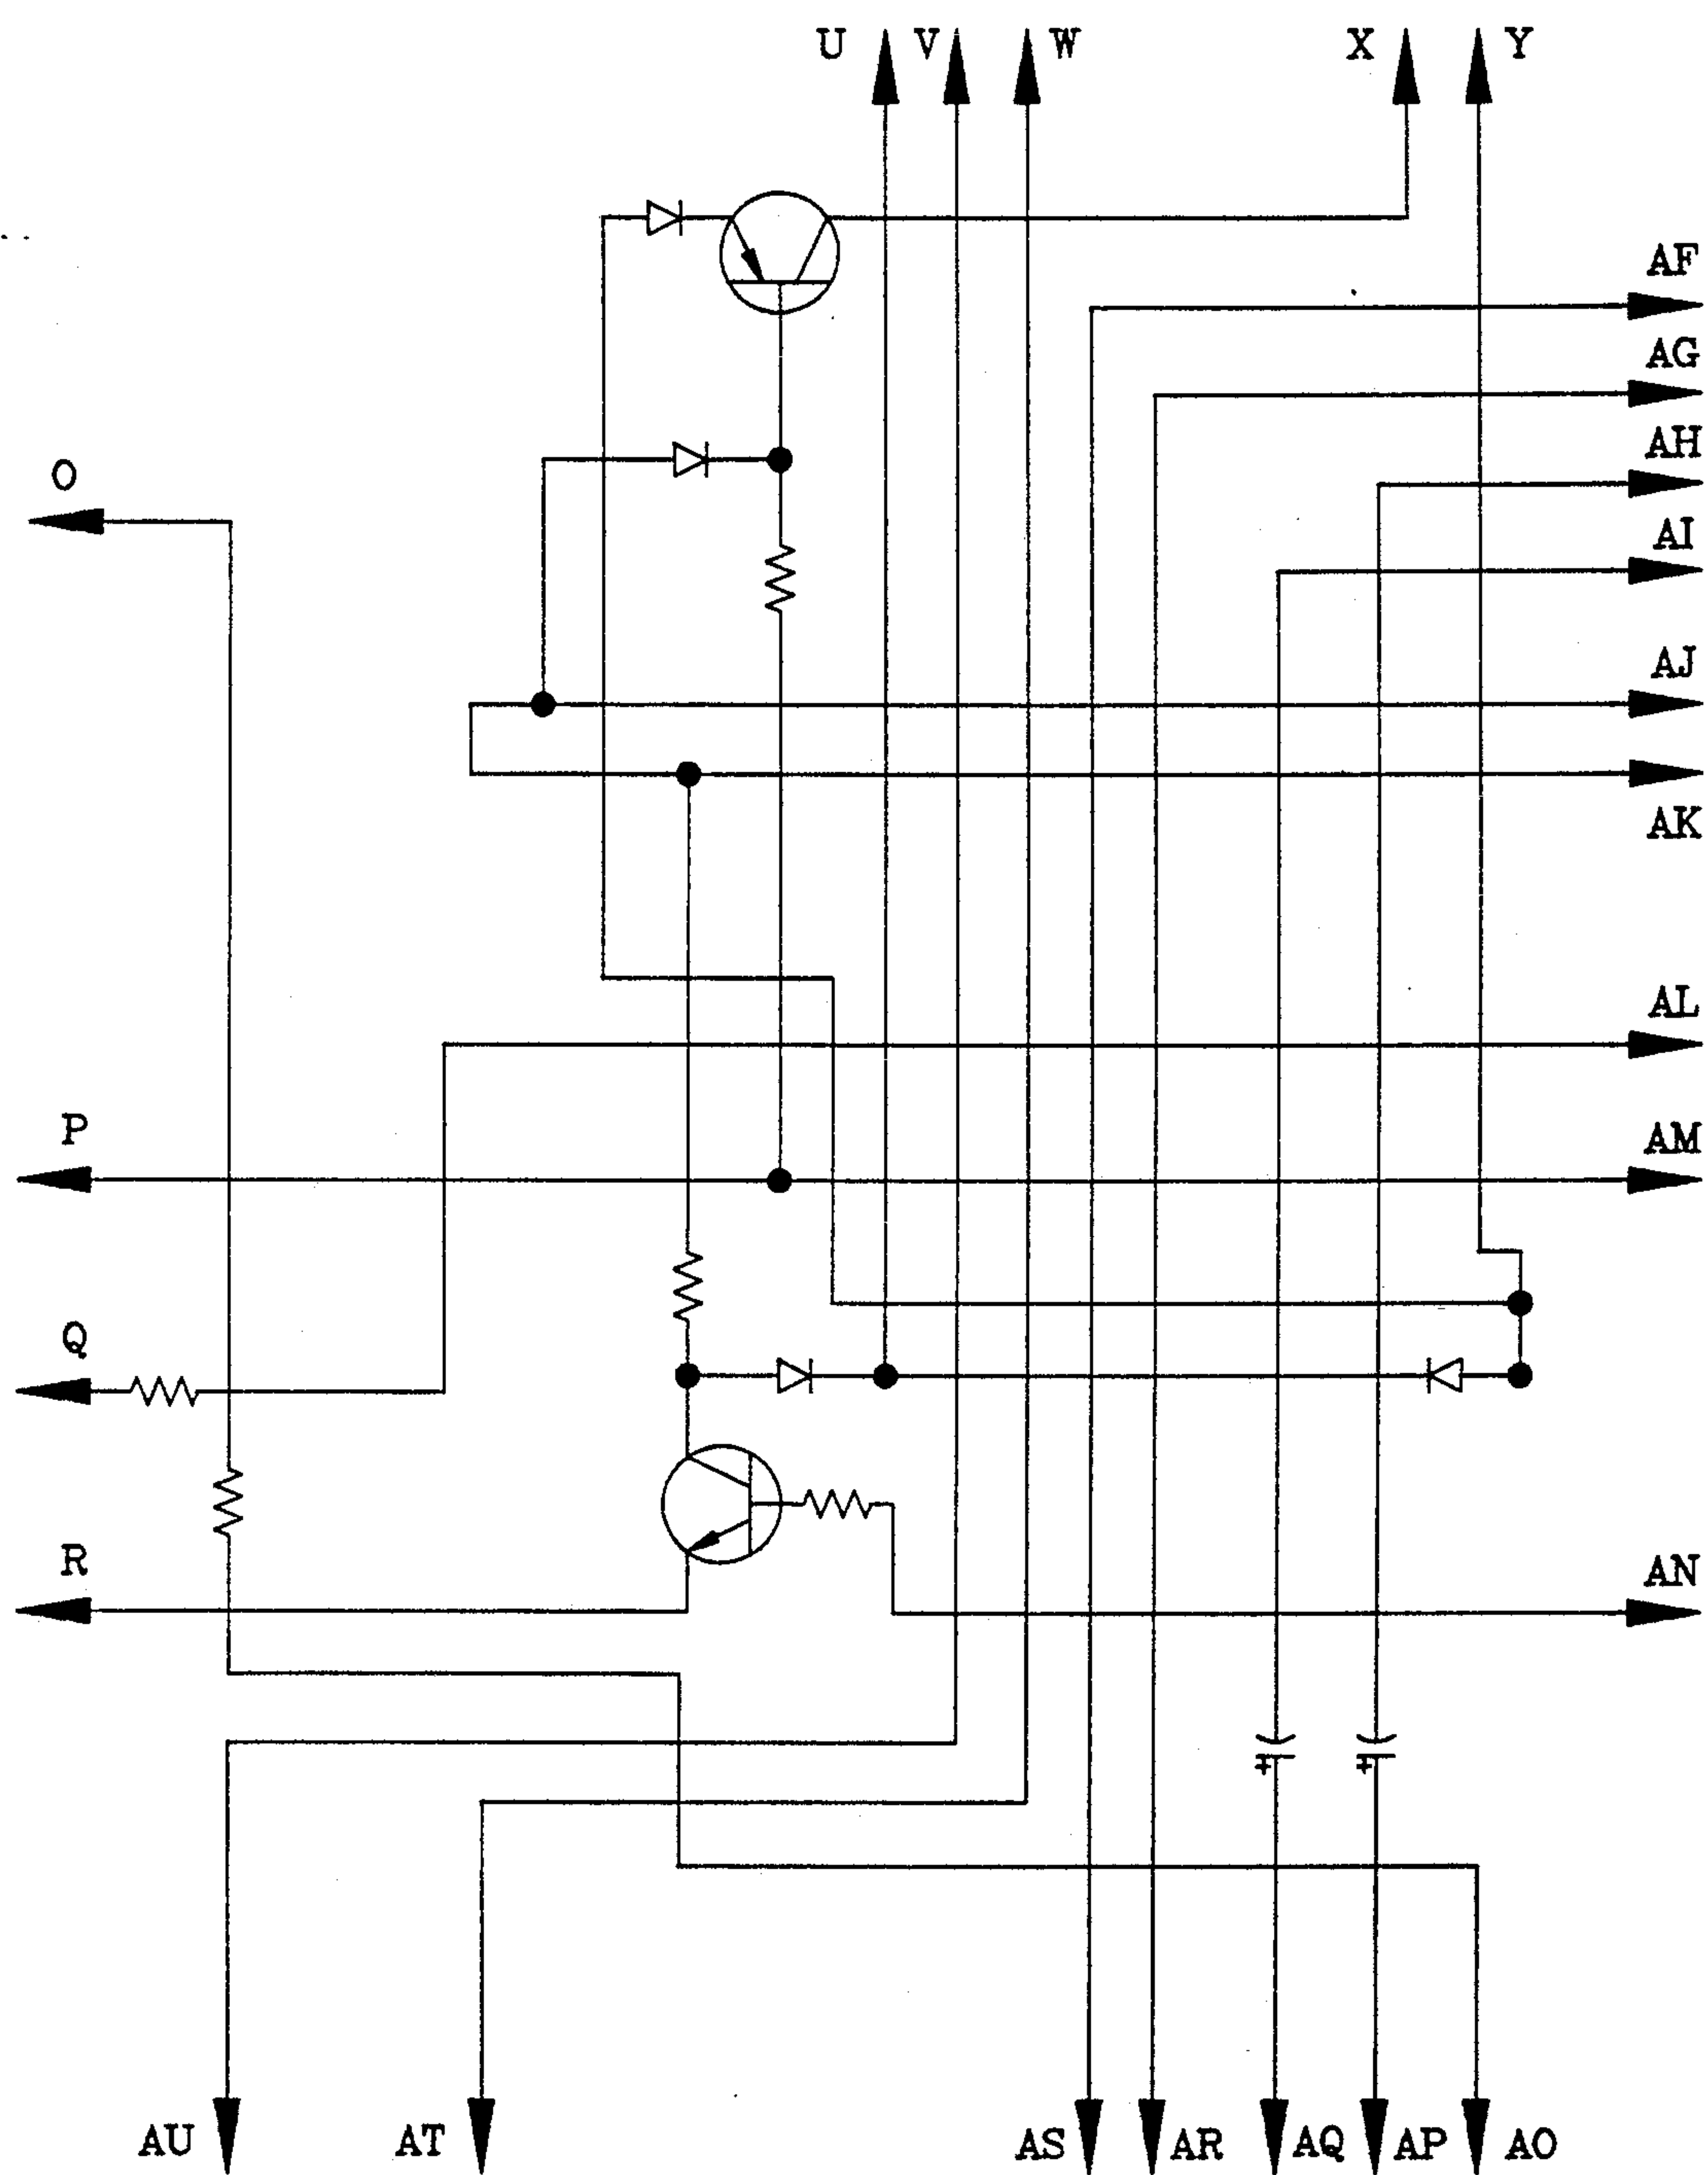 U V W X Y
AF
AG
AH
O
AI
AJ
AK
AL
P AM
Q
R AN
+ +
AU AT AS AR AQ AP AO